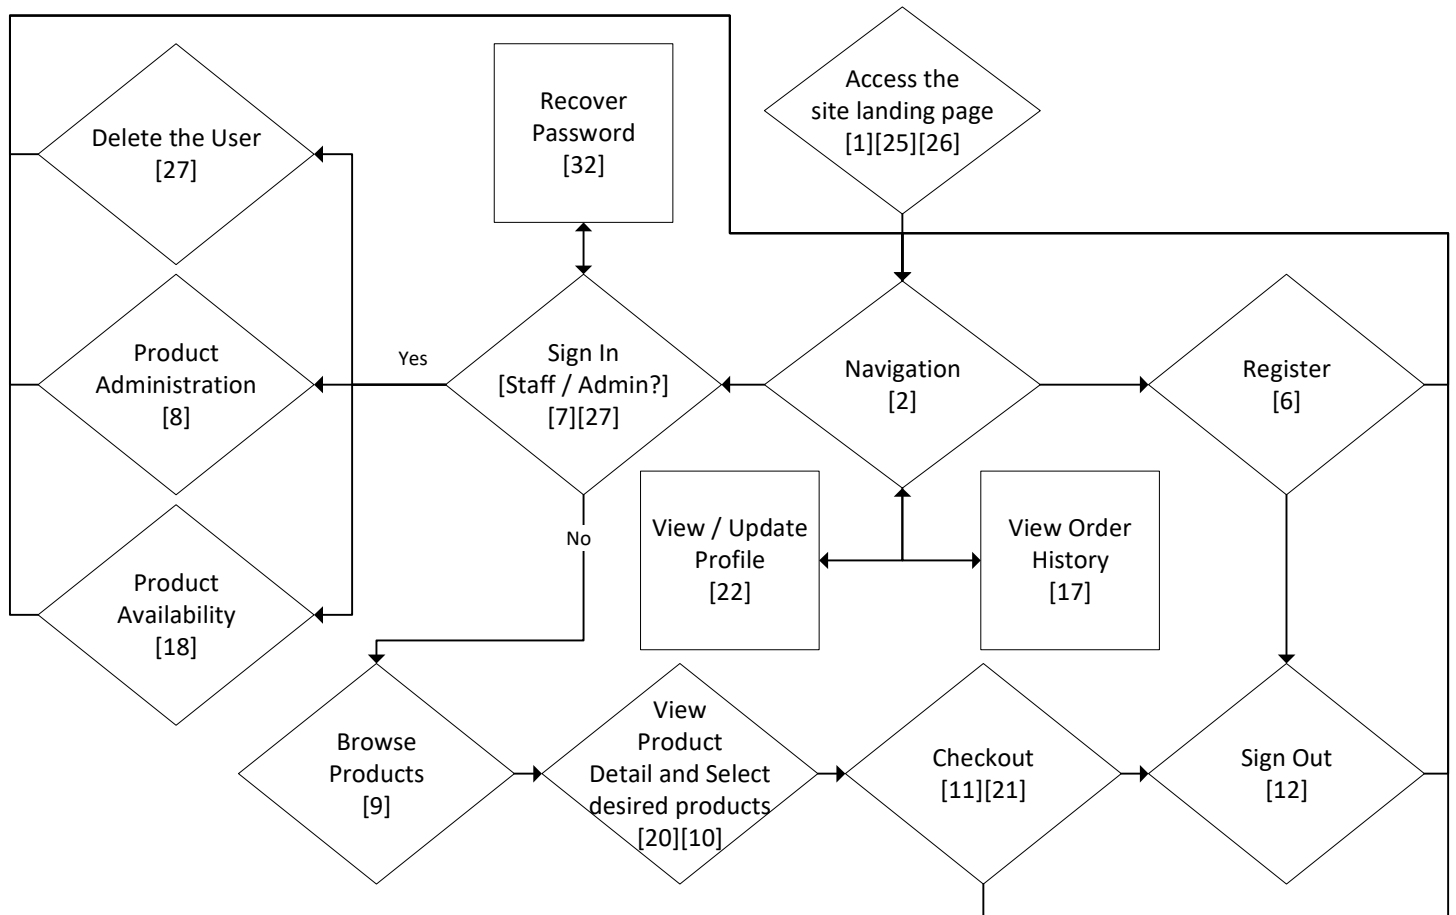 Access the
site landing page
[1][25][26]
Recover
Password
[32]
Delete the User
[27]
Product
Administration
[8]
Yes
Sign In
[Staff / Admin?]
[7][27]
Navigation
[2]
Register
[6]
No
View / Update
Profile
[22]
View Order
History
[17]
Product
Availability
[18]
Browse
Products
[9]
View
Product
Detail and Select
desired products
[20][10]
Checkout
[11][21]
Sign Out
[12]